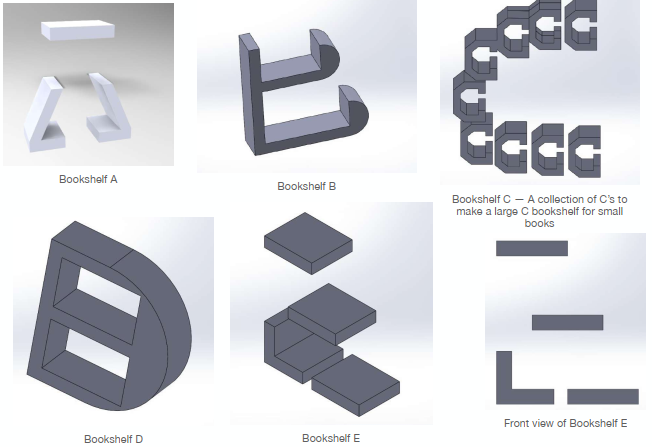 Bookshelf A
Bookshelf B
Bookshelf C — A collection of C's to
make a large C bookshelf for small
books
Bookshelf D
Bookshelf E
Front view of Bookshelf E